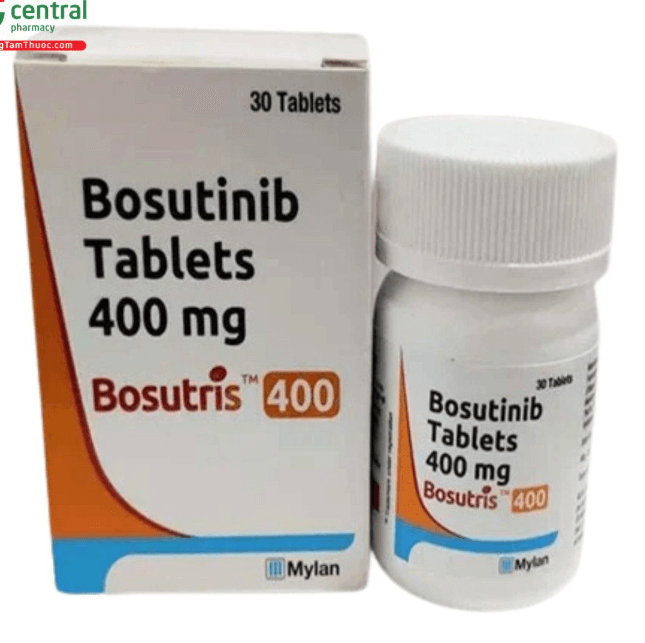 central
pharmacy
gTamThuoc.com
30 Tablets
Bosutinib
Tablets
400 mg
Bosutris™ 400
Mylan
30 Tablets
Bosutinib
Tablets
400 mg
Bosutris™ 400
Mylan